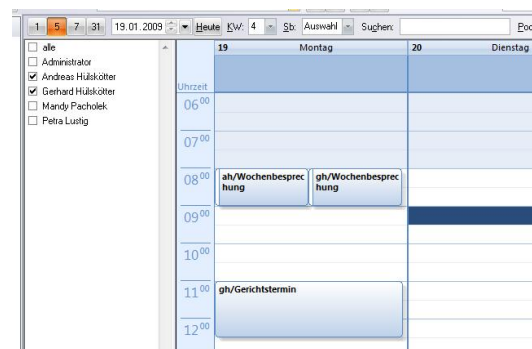 1 5 7 31 19.01.2009 Heute KW: 4 Sb: Auswahl Suchen:
alle
Administrator
Andreas Hülskötter
Gerhard Hülskötter
Mandy Pacholek
Petra Lustig
19 Montag 20 Dienstag
Uhrzeit
06 00
07 00
08 00
ah/Wochenbesprec
hung
gh/Wochenbesprec
hung
09 00
10 00
11 00 gh/Gerichtstermin
12 00